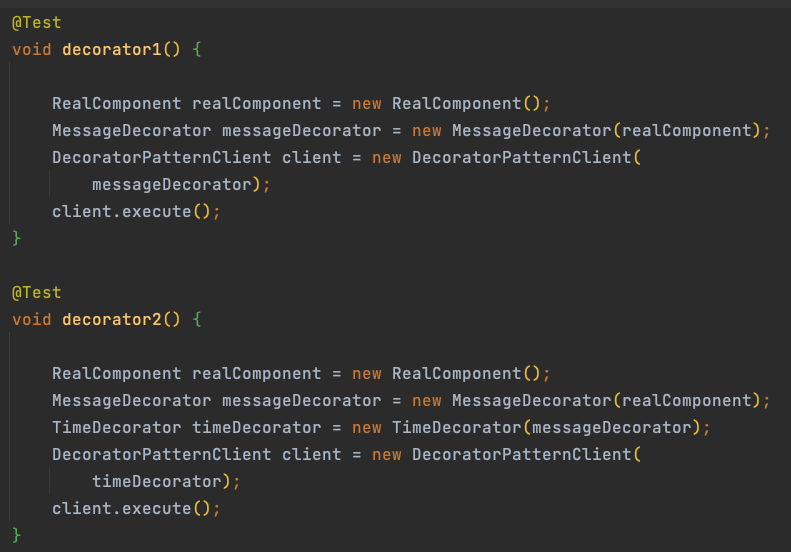 @Test
void decorator1() {
RealComponent realComponent = new RealComponent();
MessageDecorator messageDecorator = new MessageDecorator(realComponent);
DecoratorPatternClient client = new DecoratorPatternClient(
messageDecorator);
client.execute();
}
@Test
void decorator2() {
RealComponent realComponent = new RealComponent();
MessageDecorator messageDecorator = new MessageDecorator(realComponent);
TimeDecorator timeDecorator = new TimeDecorator(messageDecorator);
DecoratorPatternClient client = new DecoratorPatternClient(
timeDecorator);
client.execute();
}